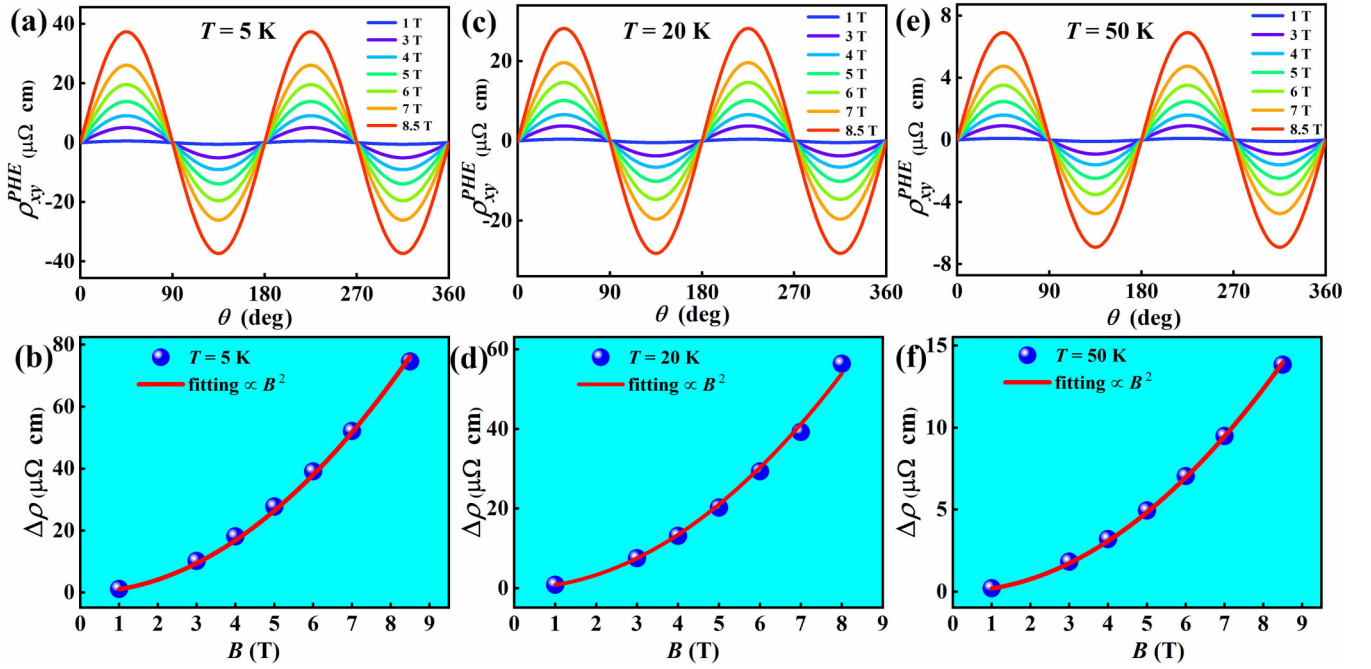 (a)
T = 5 K
1 T
3 T
4 T
5 T
6 T
7 T
8.5 T
40
20
0
-20
-40
ρxy^PHE (μΩ cm)
0 90 180 270 360
θ (deg)
(c)
T = 20 K
1 T
3 T
4 T
5 T
6 T
7 T
8.5 T
20
0
-20
ρxy^PHE (μΩ cm)
0 90 180 270 360
θ (deg)
(e)
T = 50 K
1 T
3 T
4 T
5 T
6 T
7 T
8.5 T
8
4
0
-4
-8
ρxy^PHE (μΩ cm)
0 90 180 270 360
θ (deg)
(b)
T = 5 K
fitting ∝ B²
80
60
40
20
0
Δρ (μΩ cm)
0 1 2 3 4 5 6 7 8 9
B (T)
(d)
T = 20 K
fitting ∝ B²
60
40
20
0
Δρ (μΩ cm)
0 1 2 3 4 5 6 7 8 9
B (T)
(f)
T = 50 K
fitting ∝ B²
15
10
5
0
Δρ (μΩ cm)
0 1 2 3 4 5 6 7 8 9
B (T)